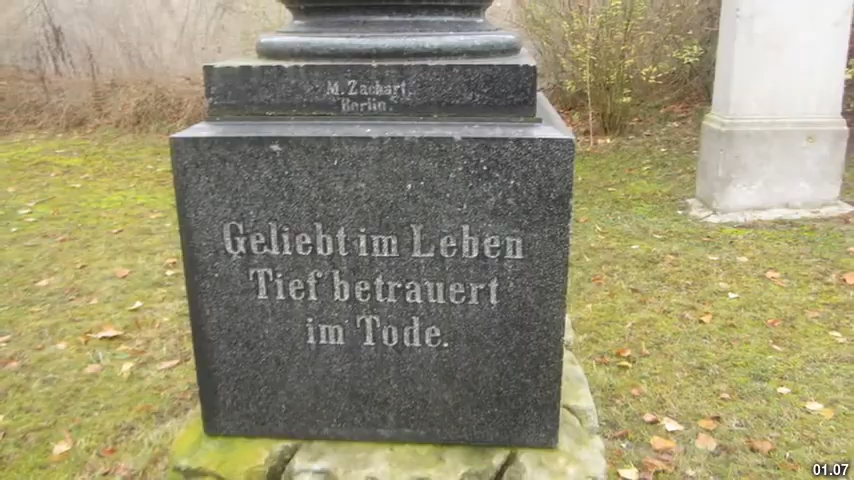 M. Zachart.
Berlin.
Geliebt im Leben
Tief betrauert
im Tode.
01.07